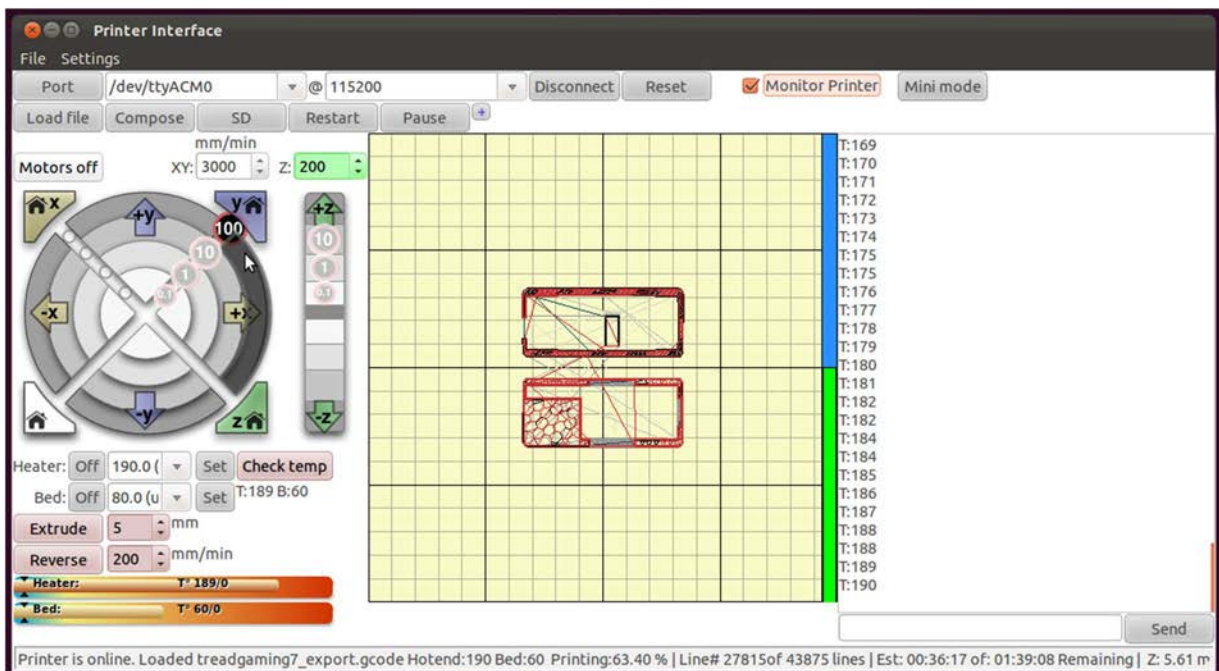 Printer Interface
File Settings
Port /dev/ttyACM0 @ 115200 Disconnect Reset Monitor Printer Mini mode
Load file Compose SD Restart Pause +
mm/min
Motors off XY: 3000 Z: 200
x y
+y
100
10
1
0.1
-x +x
-y
z
+z
10
1
0.1
-z
Heater: Off 190.0 ( Set Check temp
Bed: Off 80.0 (u Set T:189 B:60
Extrude 5 mm
Reverse 200 mm/min
Heater: T° 189/0
Bed: T° 60/0
T:169
T:170
T:171
T:172
T:173
T:174
T:175
T:175
T:176
T:177
T:178
T:179
T:180
T:181
T:182
T:182
T:184
T:184
T:185
T:186
T:187
T:188
T:188
T:189
T:190
Send
Printer is online. Loaded treadgaming7_export.gcode Hotend:190 Bed:60 Printing:63.40 % | Line# 27815of 43875 lines | Est: 00:36:17 of: 01:39:08 Remaining | Z: 5.61 m